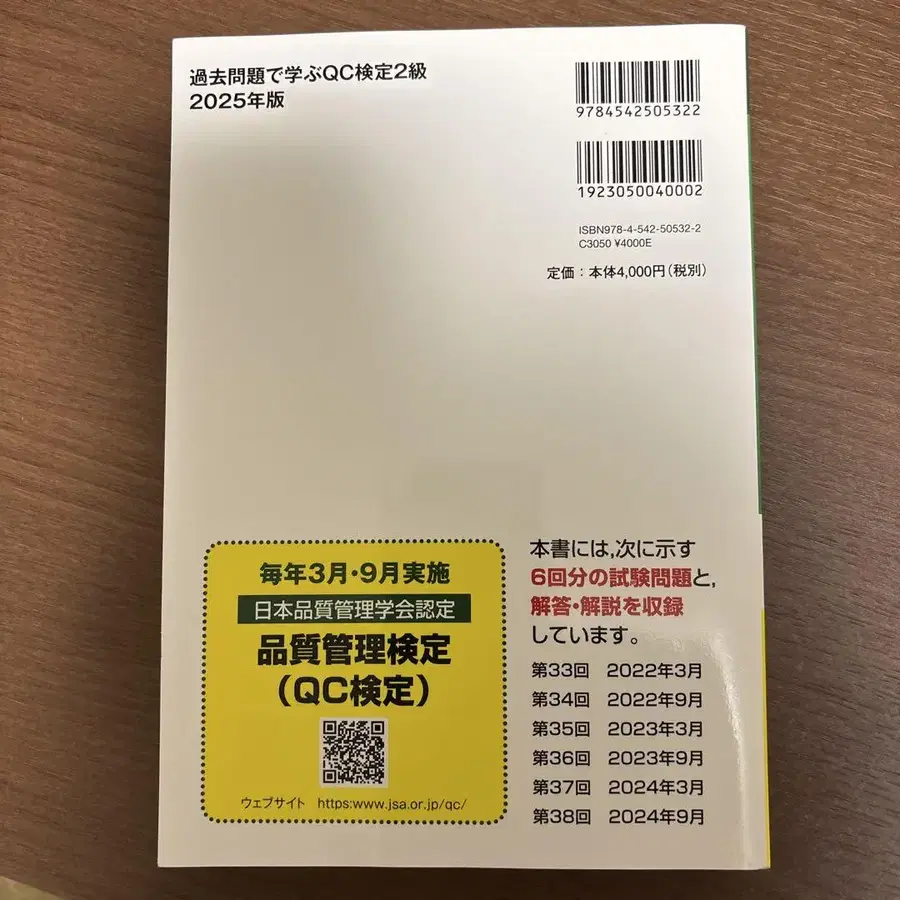 過去問題で学ぶQC検定2級
2025年版
9784542505322
1923050040002
ISBN978-4-542-50532-2
C3050 ¥4000E
定価：本体4,000円（税別）
毎年3月・9月実施
日本品質管理学会認定
品質管理検定
（QC検定）
ウェブサイト https:www.jsa.or.jp/qc/
本書には,次に示す
6回分の試験問題と,
解答・解説を収録
しています。
第33回 2022年3月
第34回 2022年9月
第35回 2023年3月
第36回 2023年9月
第37回 2024年3月
第38回 2024年9月